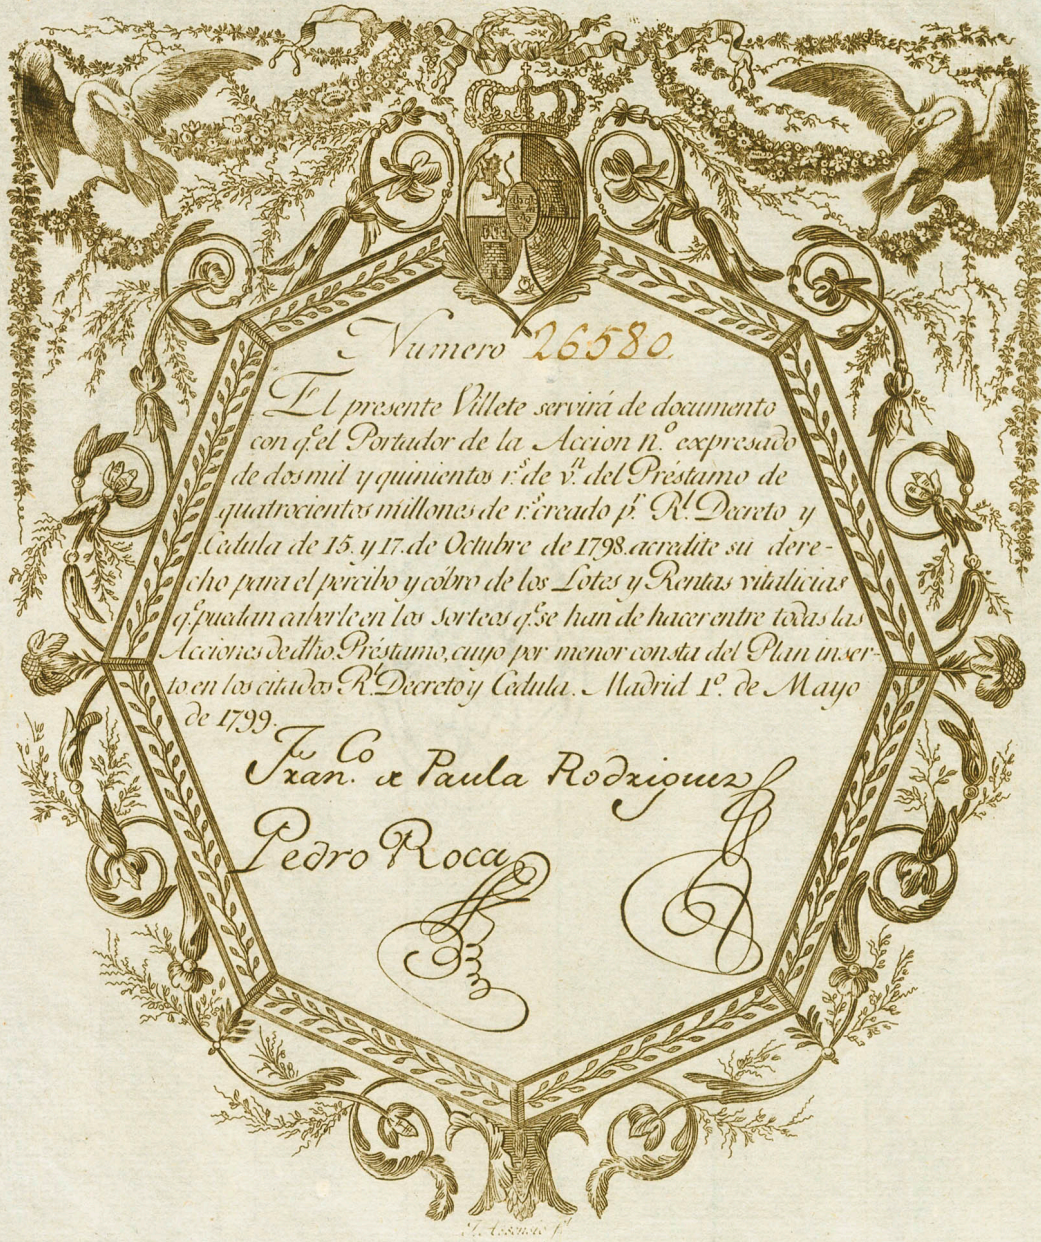 Numero 26580.
El presente Villete servirá de documento
con q.e el Portador de la Accion n.o expresado
de dos mil y quinientos r.s de v.n del Préstamo de
quatrocientos millones de r.s creado p.r R.l Decreto y
Cedula de 15. y 17. de Octubre de 1798. acredite su dere-
cho para el percibo y cobro de los Lotes y Rentas vitalicias
q.e puedan caberle en los sorteos q.e se han de hacer entre todas las
Acciones de dho. Préstamo, cuyo por menor consta del Plan inser-
to en los citados R.l Decreto y Cedula. Madrid 1.o de Mayo
de 1799.
Fran.Co de Paula Rodriguez
Pedro Roca
J. Assensio f.t